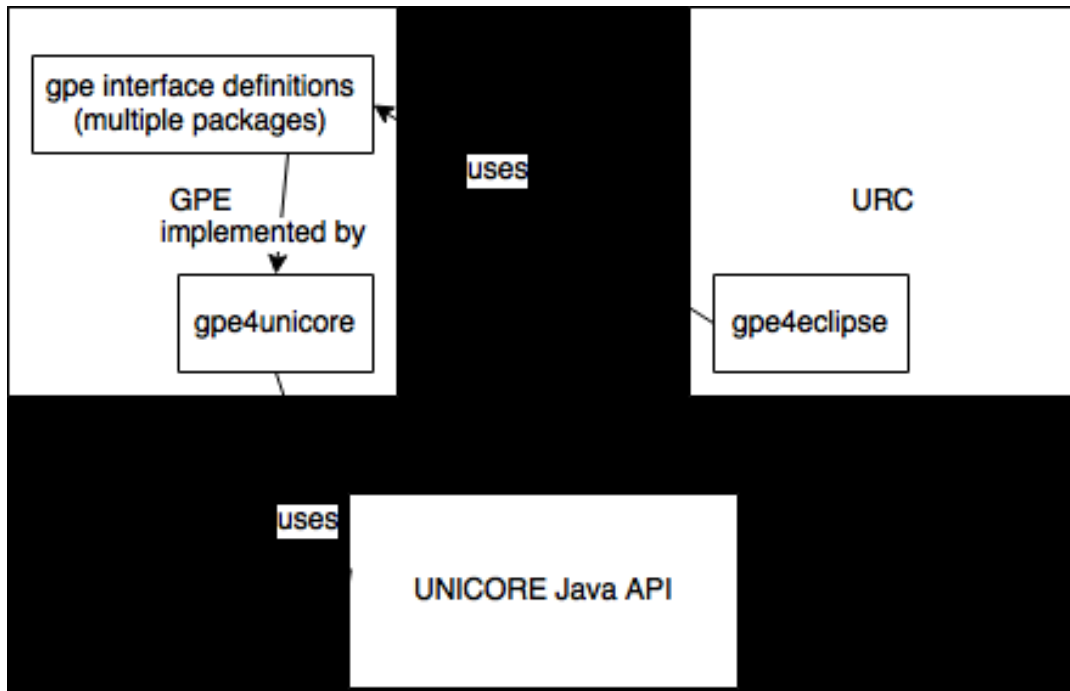 gpe interface definitions
(multiple packages)
uses
GPE
URC
implemented by
gpe4unicore
gpe4eclipse
uses
UNICORE Java API